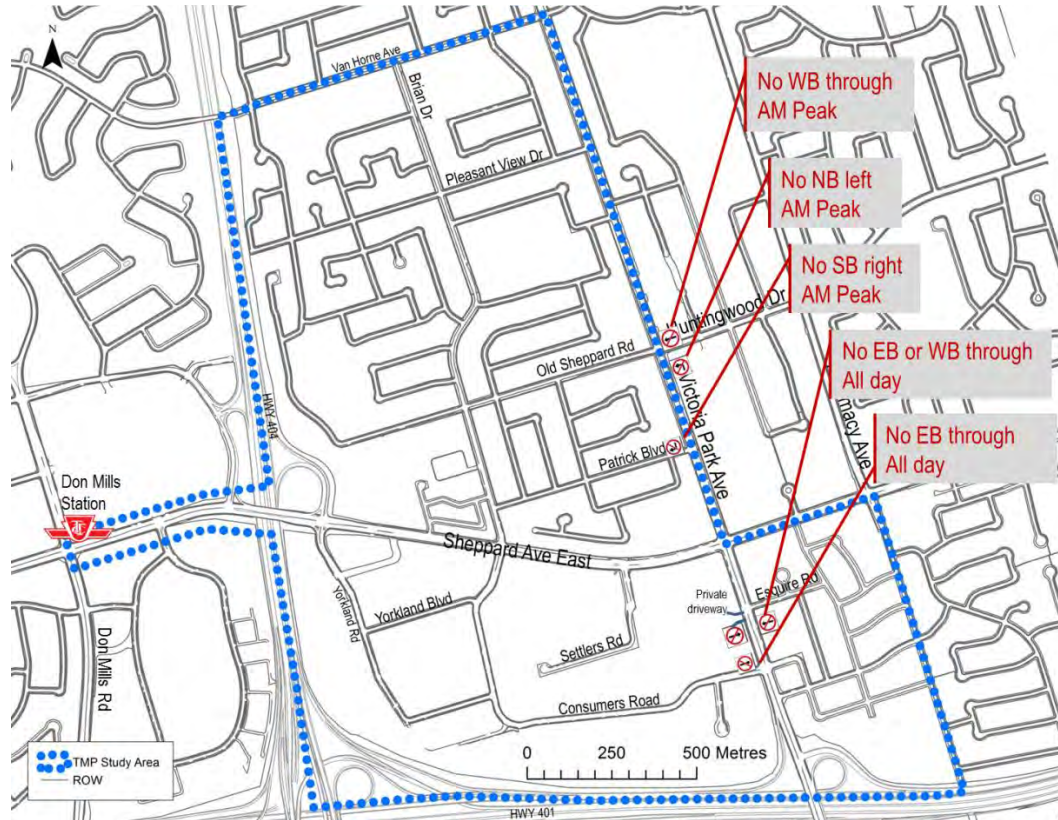 N
Van Horne Ave
Brian Dr
Pleasant View Dr
No WB through
AM Peak
No NB left
AM Peak
No SB right
AM Peak
Huntingwood Dr
Old Sheppard Rd
No EB or WB through
All day
HWY 404
Victoria Park Ave
macy Ave
No EB through
All day
Patrick Blvd
Don Mills
Station
Sheppard Ave East
Esquire Rd
Private
driveway
Yorkland Rd
Yorkland Blvd
Settlers Rd
Don Mills Rd
Consumers Road
0 250 500 Metres
TMP Study Area
ROW
HWY 401